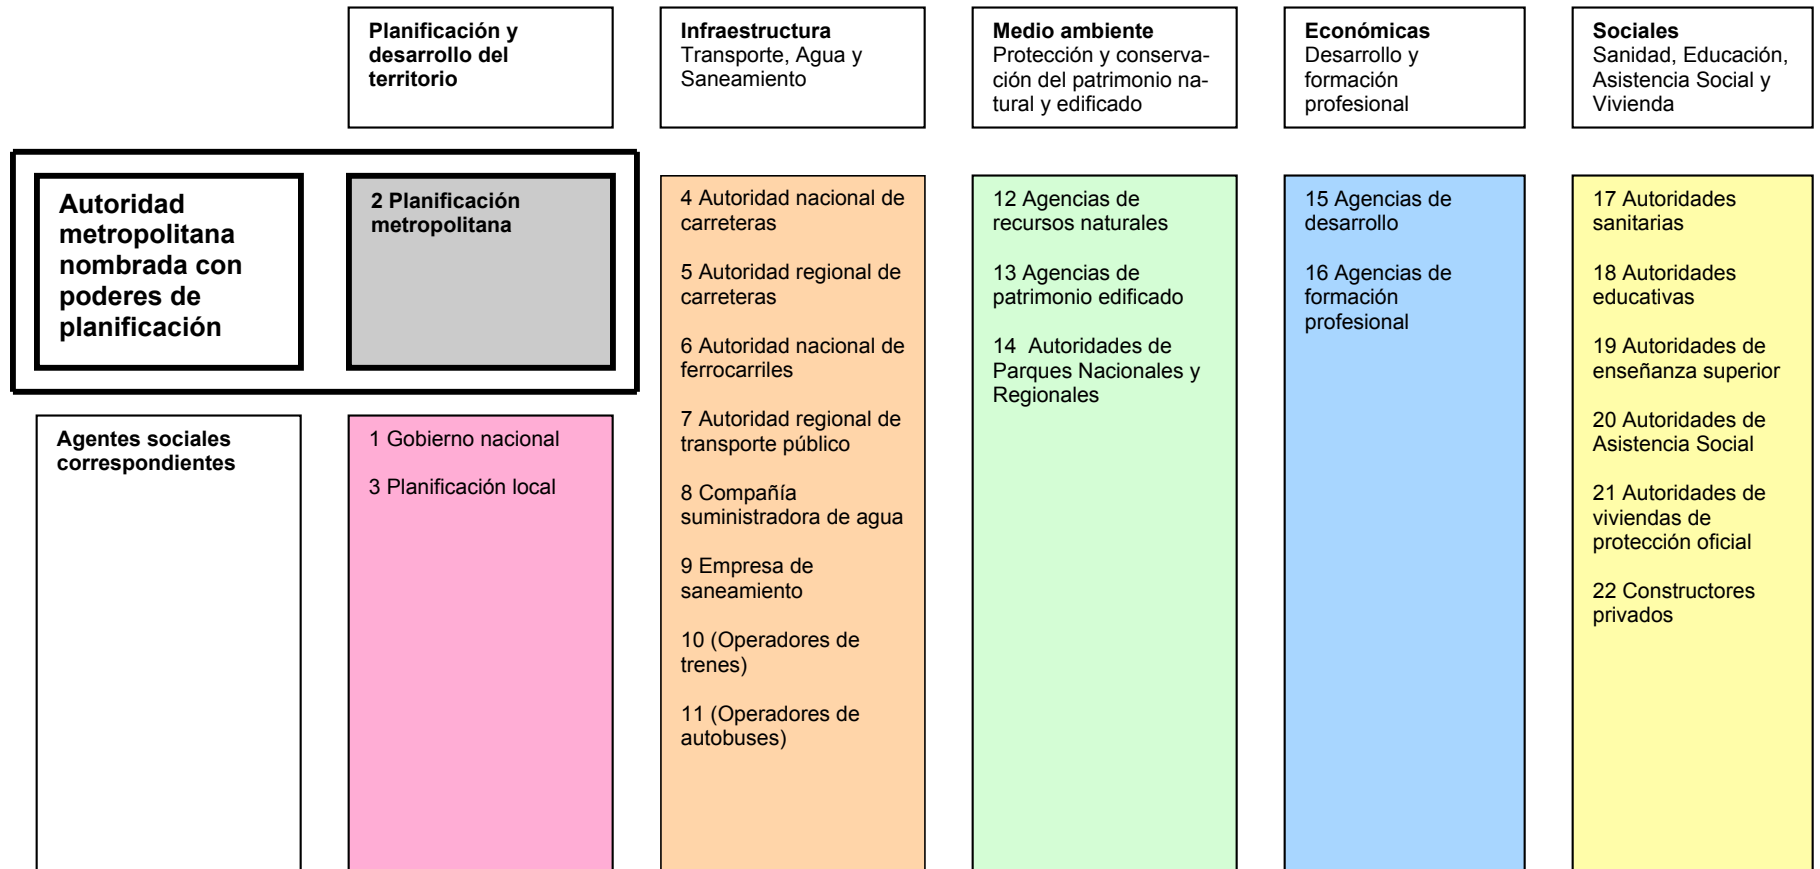 Planificación y
desarrollo del
territorio
Infraestructura
Transporte, Agua y
Saneamiento
Medio ambiente
Protección y conserva-
ción del patrimonio na-
tural y edificado
Económicas
Desarrollo y
formación
profesional
Sociales
Sanidad, Educación,
Asistencia Social y
Vivienda
Autoridad
metropolitana
nombrada con
poderes de
planificación
2 Planificación
metropolitana
Agentes sociales
correspondientes
1 Gobierno nacional
3 Planificación local
4 Autoridad nacional de
carreteras
5 Autoridad regional de
carreteras
6 Autoridad nacional de
ferrocarriles
7 Autoridad regional de
transporte público
8 Compañía
suministradora de agua
9 Empresa de
saneamiento
10 (Operadores de
trenes)
11 (Operadores de
autobuses)
12 Agencias de
recursos naturales
13 Agencias de
patrimonio edificado
14 Autoridades de
Parques Nacionales y
Regionales
15 Agencias de
desarrollo
16 Agencias de
formación
profesional
17 Autoridades
sanitarias
18 Autoridades
educativas
19 Autoridades de
enseñanza superior
20 Autoridades de
Asistencia Social
21 Autoridades de
viviendas de
protección oficial
22 Constructores
privados